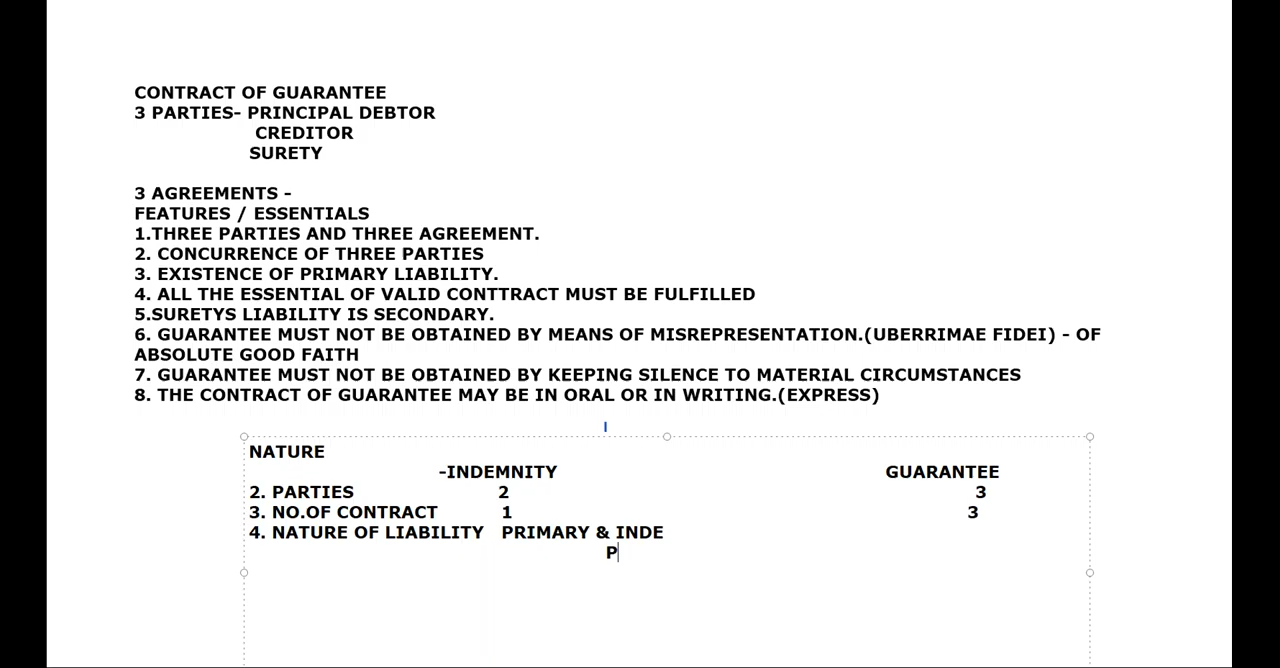 CONTRACT OF GUARANTEE
3 PARTIES- PRINCIPAL DEBTOR
CREDITOR
SURETY
3 AGREEMENTS -
FEATURES / ESSENTIALS
1.THREE PARTIES AND THREE AGREEMENT.
2. CONCURRENCE OF THREE PARTIES
3. EXISTENCE OF PRIMARY LIABILITY.
4. ALL THE ESSENTIAL OF VALID CONTTRACT MUST BE FULFILLED
5.SURETYS LIABILITY IS SECONDARY.
6. GUARANTEE MUST NOT BE OBTAINED BY MEANS OF MISREPRESENTATION.(UBERRIMAE FIDEI) - OF
ABSOLUTE GOOD FAITH
7. GUARANTEE MUST NOT BE OBTAINED BY KEEPING SILENCE TO MATERIAL CIRCUMSTANCES
8. THE CONTRACT OF GUARANTEE MAY BE IN ORAL OR IN WRITING.(EXPRESS)
NATURE
-INDEMNITY GUARANTEE
2. PARTIES 2 3
3. NO.OF CONTRACT 1 3
4. NATURE OF LIABILITY PRIMARY & INDE
P